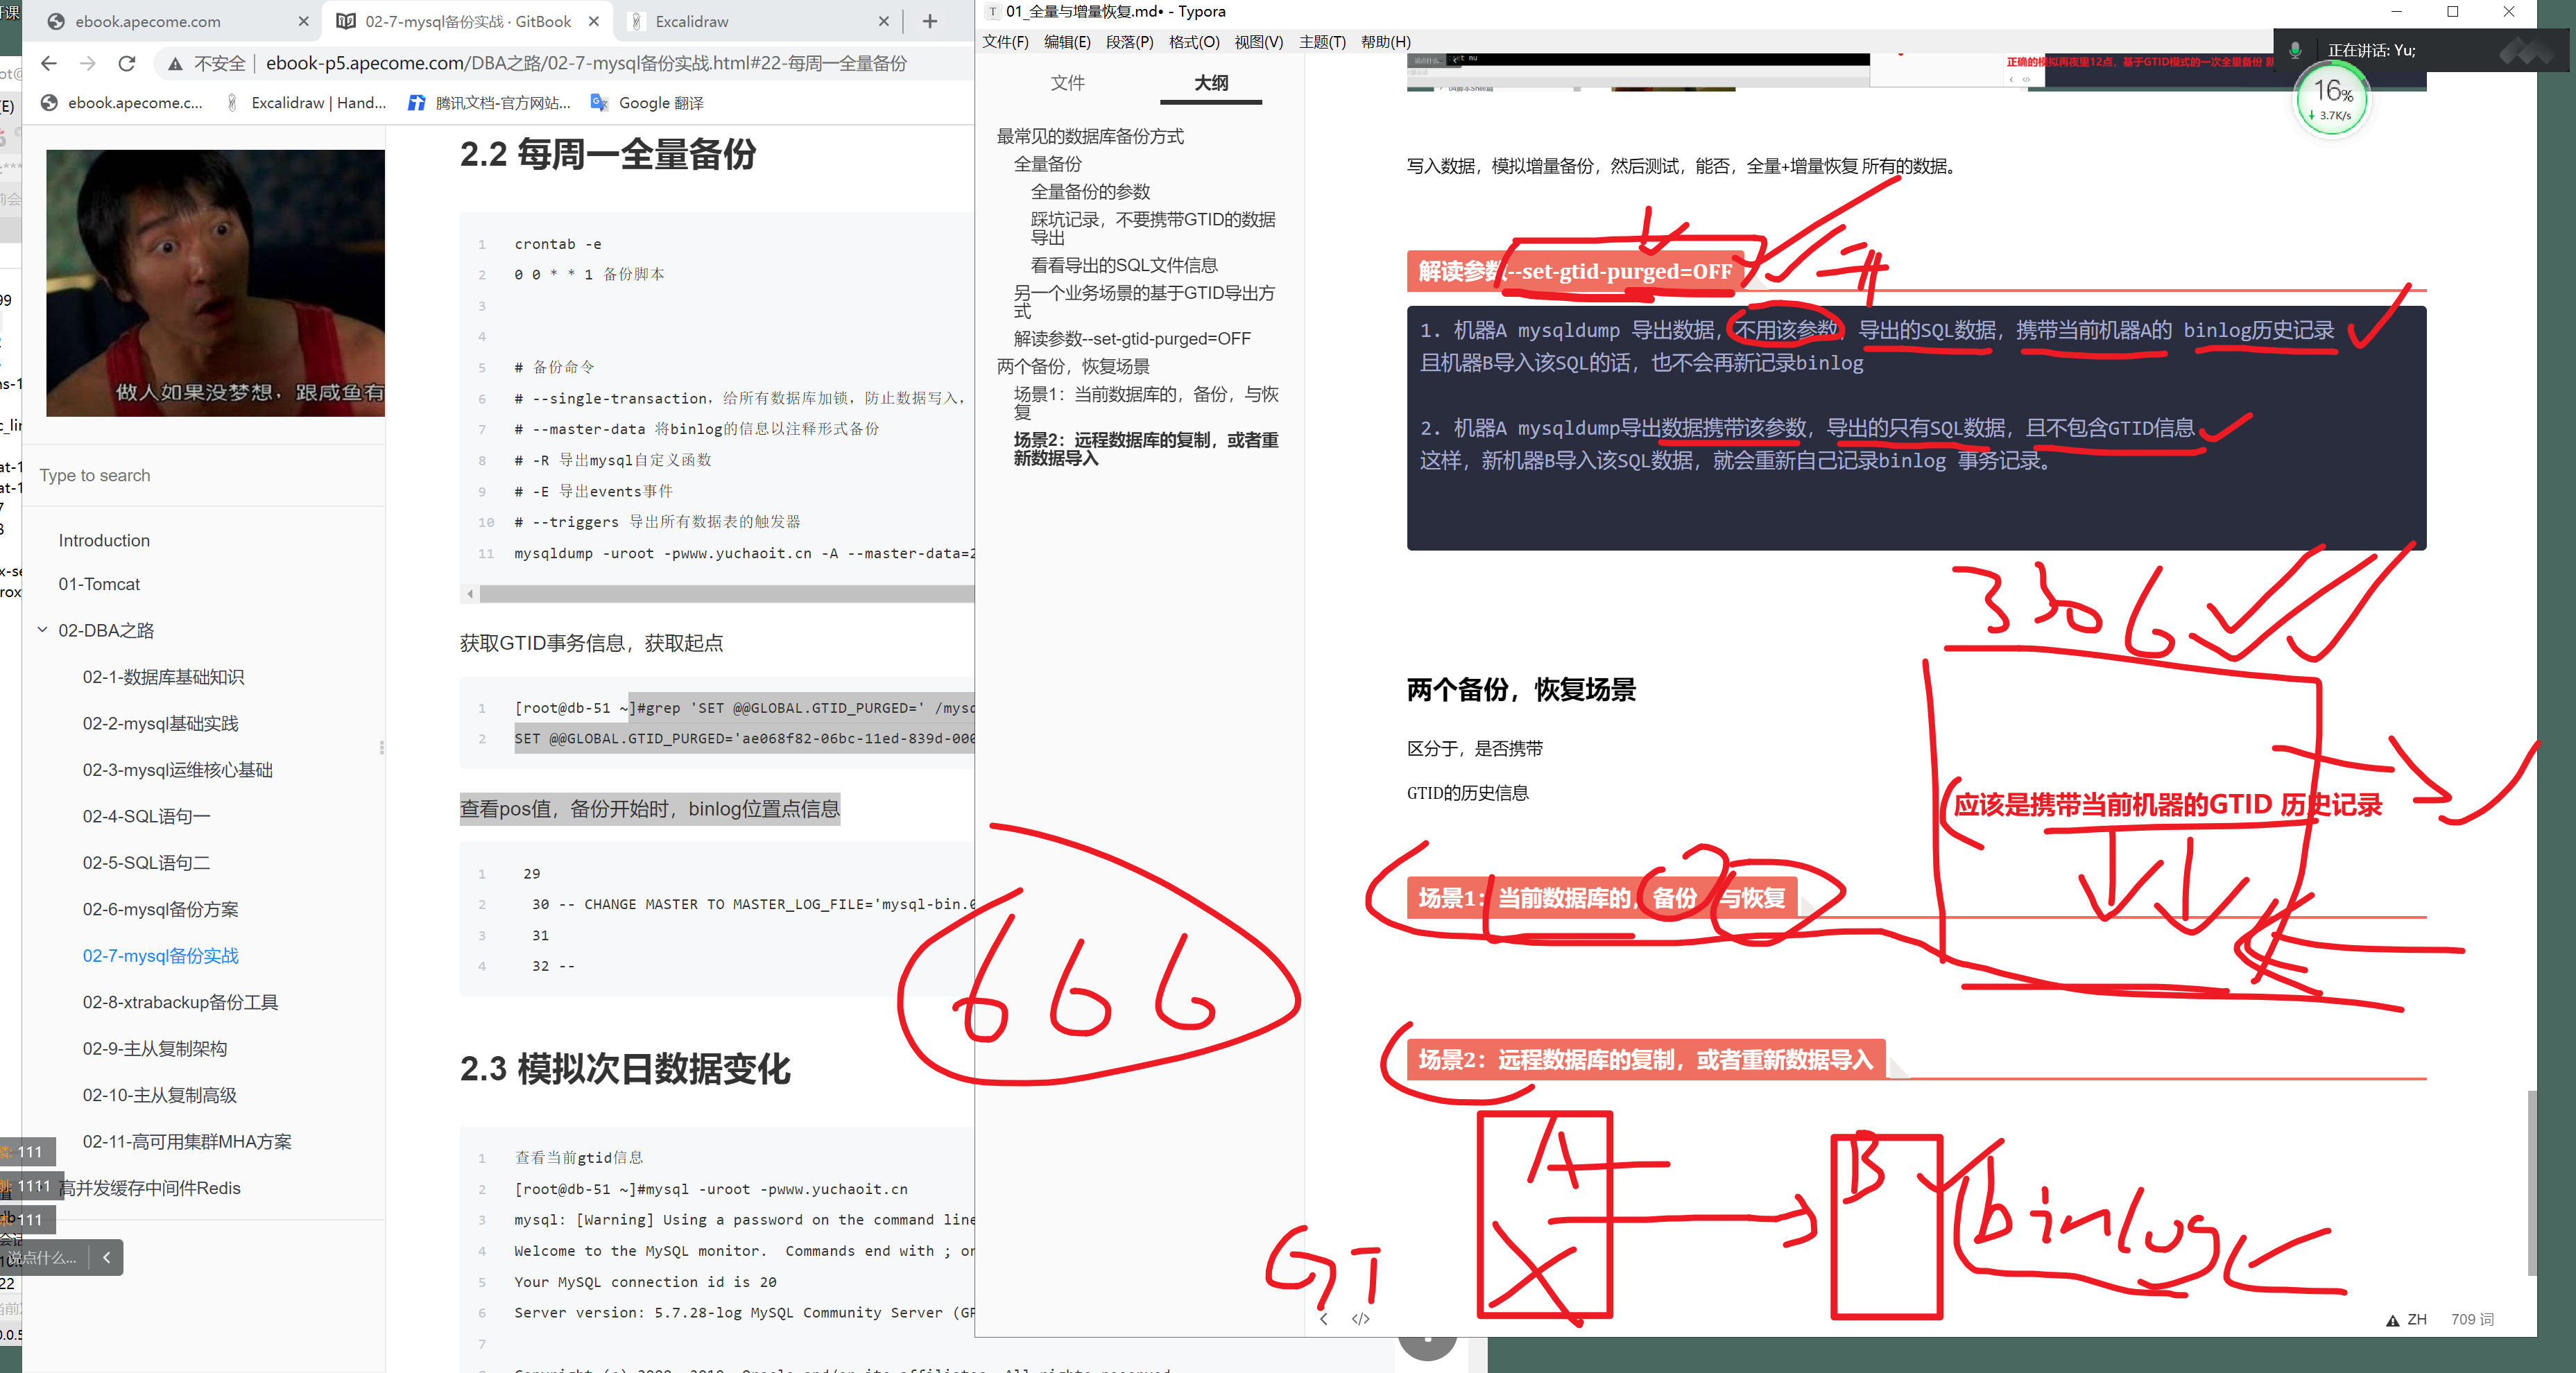 ebook.apecome.com
02-7-mysql备份实战 · GitBook
Excalidraw
不安全
ebook-p5.apecome.com/DBA之路/02-7-mysql备份实战.html#22-每周一全量备份
ebook.apecome.c...
Excalidraw | Hand...
腾讯文档-官方网站...
Google 翻译
做人如果没梦想，跟咸鱼有
Type to search
Introduction
01-Tomcat
02-DBA之路
02-1-数据库基础知识
02-2-mysql基础实践
02-3-mysql运维核心基础
02-4-SQL语句一
02-5-SQL语句二
02-6-mysql备份方案
02-7-mysql备份实战
02-8-xtrabackup备份工具
02-9-主从复制架构
02-10-主从复制高级
02-11-高可用集群MHA方案
高并发缓存中间件Redis
111
1111
111
说点什么...
2.2 每周一全量备份
1 crontab -e
2 0 0 * * 1 备份脚本
3
4
5 # 备份命令
6 # --single-transaction，给所有数据库加锁，防止数据写入，
7 # --master-data 将binlog的信息以注释形式备份
8 # -R 导出mysql自定义函数
9 # -E 导出events事件
10 # --triggers 导出所有数据表的触发器
11 mysqldump -uroot -pwww.yuchaoit.cn -A --master-data=2
获取GTID事务信息，获取起点
1 [root@db-51 ~]#grep 'SET @@GLOBAL.GTID_PURGED=' /mysq
2 SET @@GLOBAL.GTID_PURGED='ae068f82-06bc-11ed-839d-000
查看pos值，备份开始时，binlog位置点信息
1 29
2 30 -- CHANGE MASTER TO MASTER_LOG_FILE='mysql-bin.0
3 31
4 32 --
2.3 模拟次日数据变化
1 查看当前gtid信息
2 [root@db-51 ~]#mysql -uroot -pwww.yuchaoit.cn
3 mysql: [Warning] Using a password on the command line
4 Welcome to the MySQL monitor.  Commands end with ; or
5 Your MySQL connection id is 20
6 Server version: 5.7.28-log MySQL Community Server (GP
7
01_全量与增量恢复.md• - Typora
文件(F) 编辑(E) 段落(P) 格式(O) 视图(V) 主题(T) 帮助(H)
文件 大纲
最常见的数据库备份方式
全量备份
全量备份的参数
踩坑记录，不要携带GTID的数据
导出
看看导出的SQL文件信息
另一个业务场景的基于GTID导出方
式
解读参数--set-gtid-purged=OFF
两个备份，恢复场景
场景1：当前数据库的，备份，与恢
复
场景2：远程数据库的复制，或者重
新数据导入
正在讲话: Yu;
16%
3.7K/s
正确的模拟再夜里12点，基于GTID模式的一次全量备份
写入数据，模拟增量备份，然后测试，能否，全量+增量恢复 所有的数据。
解读参数--set-gtid-purged=OFF
1. 机器A mysqldump 导出数据，不用该参数，导出的SQL数据，携带当前机器A的 binlog历史记录
且机器B导入该SQL的话，也不会再新记录binlog
2. 机器A mysqldump导出数据携带该参数，导出的只有SQL数据，且不包含GTID信息
这样，新机器B导入该SQL数据，就会重新自己记录binlog 事务记录。
3306
两个备份，恢复场景
区分于，是否携带
GTID的历史信息
应该是携带当前机器的GTID 历史记录
场景1：当前数据库的，备份，与恢复
666
场景2：远程数据库的复制，或者重新数据导入
A
B
binlog
GT
ZH
709 词